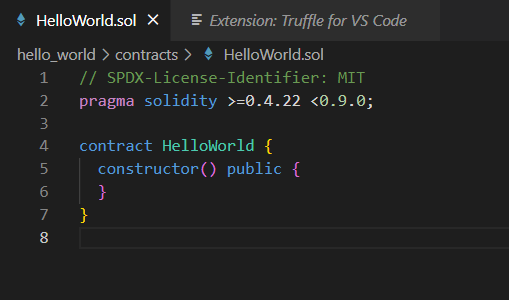 HelloWorld.sol Extension: Truffle for VS Code
hello_world > contracts > HelloWorld.sol
1 // SPDX-License-Identifier: MIT
2 pragma solidity >=0.4.22 <0.9.0;
3
4 contract HelloWorld {
5 constructor() public {
6 }
7 }
8